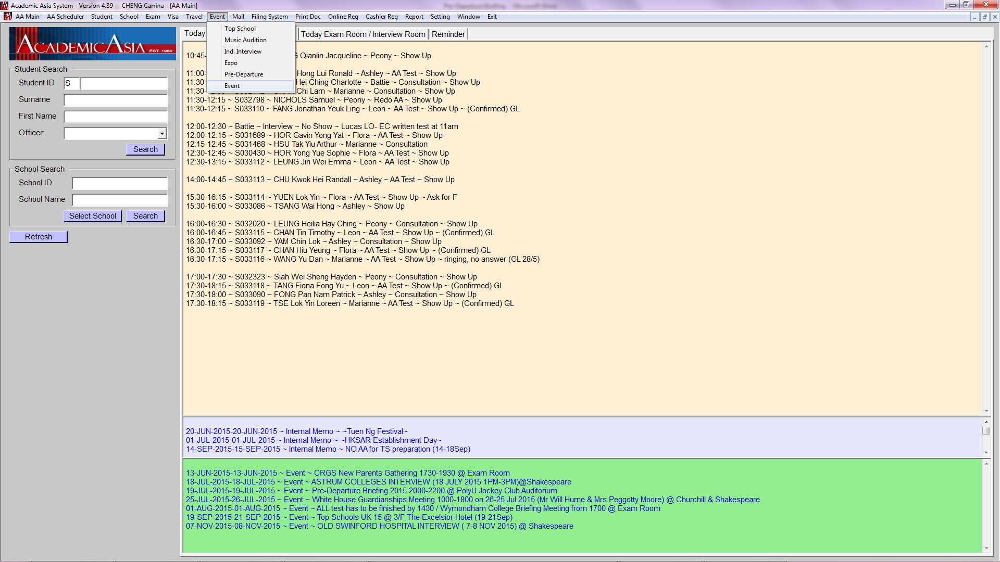 Academic Asia System - Version 4.39 CHENG Carrina - [AA Main]
AA Main AA Scheduler Student School Exam Visa Travel Event Mail Filing System Print Doc Online Reg Cashier Reg Report Setting Window Exit
Top School
Music Audition
Ind. Interview
Expo
Pre-Departure
Event
ACADEMICASIA EST. 1980
Student Search
Student ID S
Surname
First Name
Officer:
Search
School Search
School ID
School Name
Select School Search
Refresh
Today Today Exam Room / Interview Room Reminder
10:45- Qianlin Jacqueline ~ Peony ~ Show Up
11:00- Hong Lui Ronald ~ Ashley ~ AA Test ~ Show Up
11:30- Hei Ching Charlotte ~ Battie ~ Consultation ~ Show Up
11:30- Chi Lam ~ Marianne ~ Consultation ~ Show Up
11:30-12:15 ~ S032798 ~ NICHOLS Samuel ~ Peony ~ Redo AA ~ Show Up
11:30-12:15 ~ S033110 ~ FANG Jonathan Yeuk Ling ~ Leon ~ AA Test ~ Show Up ~ (Confirmed) GL
12:00-12:30 ~ Battie ~ Interview ~ No Show ~ Lucas LO- EC written test at 11am
12:00-12:15 ~ S031689 ~ HOR Gavin Yong Yat ~ Flora ~ AA Test ~ Show Up
12:15-12:45 ~ S031468 ~ HSU Tak Yiu Arthur ~ Marianne ~ Consultation
12:30-12:45 ~ S030430 ~ HOR Yong Yue Sophie ~ Flora ~ AA Test ~ Show Up
12:30-13:15 ~ S033112 ~ LEUNG Jin Wei Emma ~ Leon ~ AA Test ~ Show Up
14:00-14:45 ~ S033113 ~ CHU Kwok Hei Randall ~ Ashley ~ AA Test ~ Show Up
15:30-16:15 ~ S033114 ~ YUEN Lok Yin ~ Flora ~ AA Test ~ Show Up ~ Ask for F
15:30-16:00 ~ S033086 ~ TSANG Wai Hong ~ Ashley ~ Show Up
16:00-16:30 ~ S032020 ~ LEUNG Heilia Hay Ching ~ Peony ~ Consultation ~ Show Up
16:00-16:45 ~ S033115 ~ CHAN Tin Timothy ~ Leon ~ AA Test ~ Show Up ~ (Confirmed) GL
16:30-17:00 ~ S033092 ~ YAM Chin Lok ~ Ashley ~ Consultation ~ Show Up
16:30-17:15 ~ S033117 ~ CHAN Hiu Yeung ~ Flora ~ AA Test ~ Show Up ~ (Confirmed) GL
16:30-17:15 ~ S033116 ~ WANG Yu Dan ~ Marianne ~ AA Test ~ Show Up ~ ringing, no answer (GL 28/5)
17:00-17:30 ~ S032323 ~ Siah Wei Sheng Hayden ~ Peony ~ Consultation ~ Show Up
17:30-18:15 ~ S033118 ~ TANG Fiona Fong Yu ~ Leon ~ AA Test ~ Show Up ~ (Confirmed) GL
17:30-18:00 ~ S033090 ~ FONG Pan Nam Patrick ~ Ashley ~ Consultation ~ Show Up
17:30-18:15 ~ S033119 ~ TSE Lok Yin Loreen ~ Marianne ~ AA Test ~ Show Up ~ (Confirmed) GL
20-JUN-2015-20-JUN-2015 ~ Internal Memo ~ ~Tuen Ng Festival~
01-JUL-2015-01-JUL-2015 ~ Internal Memo ~ ~HKSAR Establishment Day~
14-SEP-2015-15-SEP-2015 ~ Internal Memo ~ NO AA for TS preparation (14-18Sep)
13-JUN-2015-13-JUN-2015 ~ Event ~ CRGS New Parents Gathering 1730-1930 @ Exam Room
18-JUL-2015-18-JUL-2015 ~ Event ~ ASTRUM COLLEGES INTERVIEW (18 JULY 2015 1PM-3PM)@Shakespeare
19-JUL-2015-19-JUL-2015 ~ Event ~ Pre-Departure Briefing 2015 2000-2200 @ PolyU Jockey Club Auditorium
25-JUL-2015-26-JUL-2015 ~ Event ~ White House Guardianships Meeting 1000-1800 on 26-25 Jul 2015 (Mr Will Hume & Mrs Peggotty Moore) @ Churchill & Shakespeare
01-AUG-2015-01-AUG-2015 ~ Event ~ ALL test has to be finished by 1430 / Wymondham College Briefing Meeting from 1700 @ Exam Room
19-SEP-2015-21-SEP-2015 ~ Event ~ Top Schools UK 15 @ 3/F The Excelsior Hotel (19-21Sep)
07-NOV-2015-08-NOV-2015 ~ Event ~ OLD SWINFORD HOSPITAL INTERVIEW ( 7-8 NOV 2015) @ Shakespeare